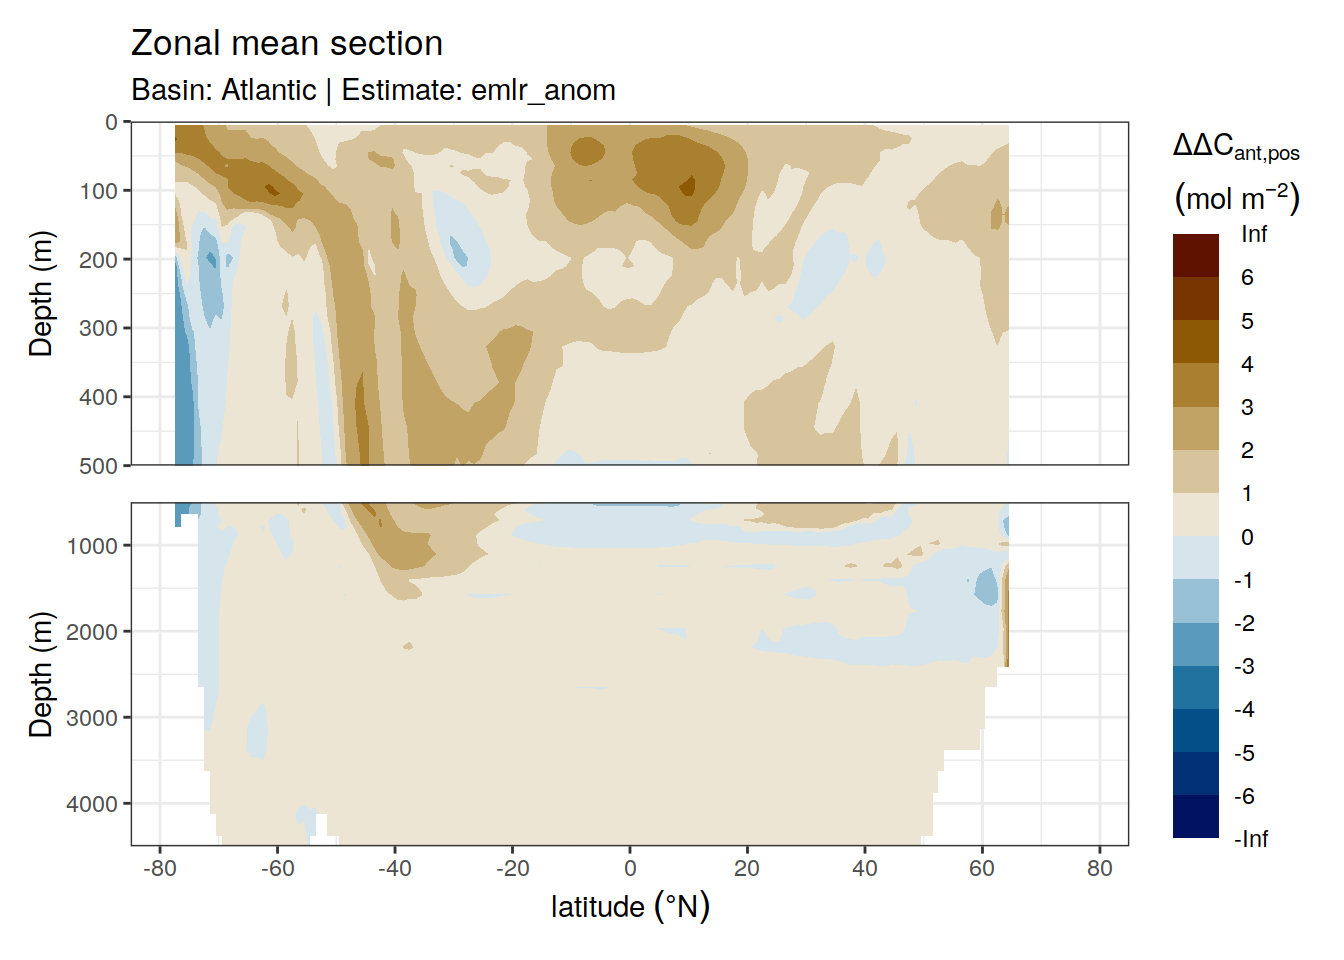 Zonal mean section
Basin: Atlantic | Estimate: emlr_anom
0
100
200
300
400
500
Depth (m)
1000
2000
3000
4000
Depth (m)
-80 -60 -40 -20 0 20 40 60 80
latitude (°N)
ΔΔCant,pos
(mol m−2)
Inf
6
5
4
3
2
1
0
-1
-2
-3
-4
-5
-6
-Inf